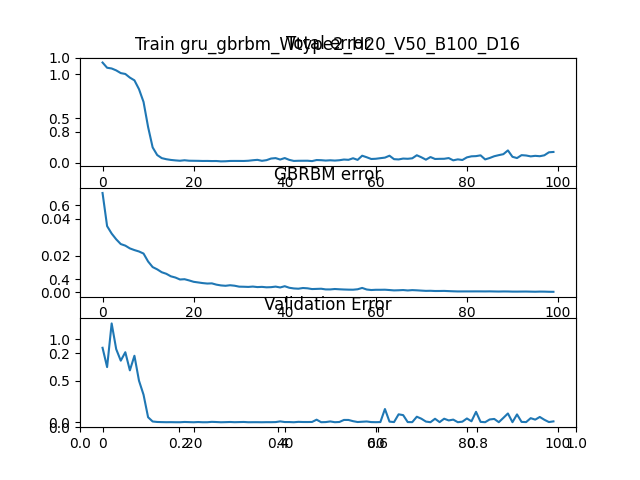 Train gru_gbrbm_Wtype2_H20_V50_B100_D16
Total error
1.0
1.0
0.5
0.8
0.0
0 20 40 60 80 100
GBRBM error
0.6
0.04
0.02
0.4
0.00
0 20 40 60 80 100
Validation Error
1.0
0.2
0.5
0.0
0.0
0 20 40 60 80 100
0.0 0.2 0.4 0.6 0.8 1.0